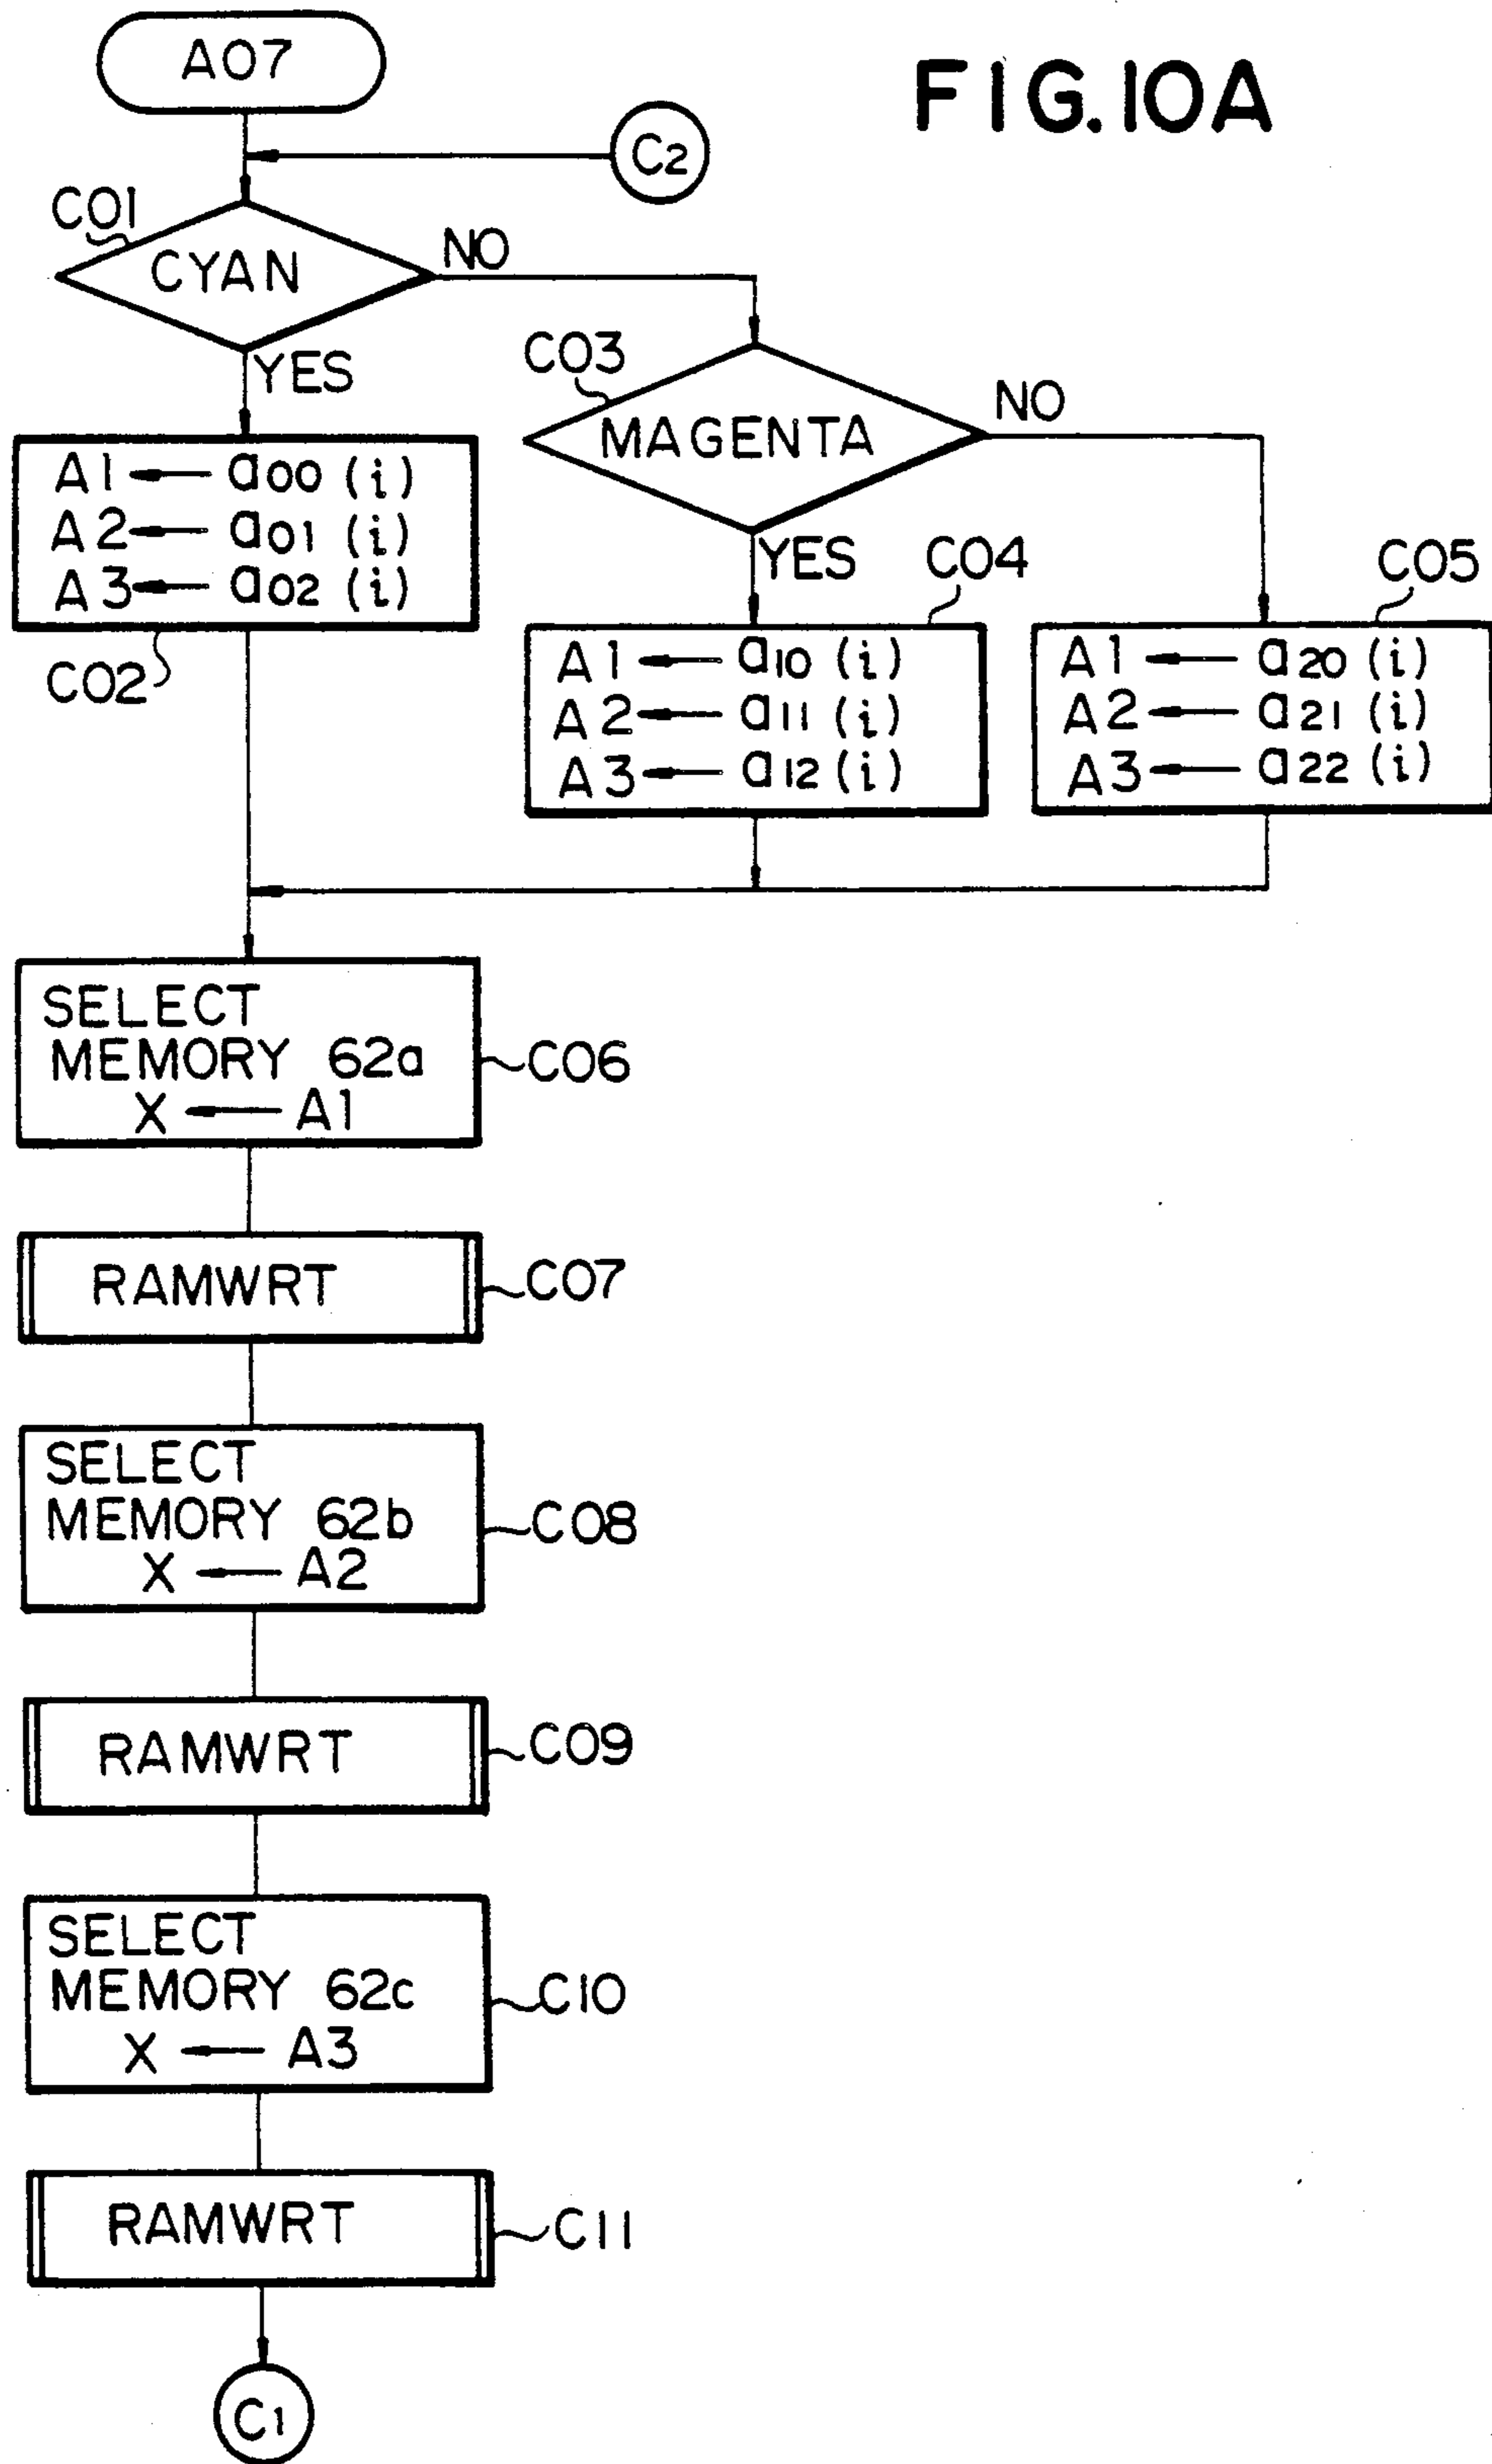 FIG.10A
A07
C2
C01
CYAN
NO
YES
C03
MAGENTA
NO
YES
A1 ← a00 (i)
A2 ← a01 (i)
A3 ← a02 (i)
C02
C04
A1 ← a10 (i)
A2 ← a11 (i)
A3 ← a12 (i)
C05
A1 ← a20 (i)
A2 ← a21 (i)
A3 ← a22 (i)
SELECT
MEMORY 62a
X ← A1
C06
RAMWRT
C07
SELECT
MEMORY 62b
X ← A2
C08
RAMWRT
C09
SELECT
MEMORY 62c
X ← A3
C10
RAMWRT
C11
C1